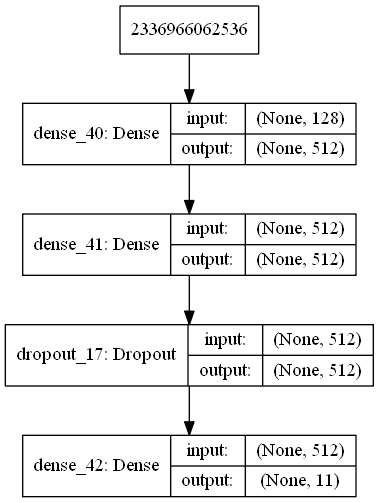 2336966062536
dense_40: Dense
input:
(None, 128)
output:
(None, 512)
dense_41: Dense
input:
(None, 512)
output:
(None, 512)
dropout_17: Dropout
input:
(None, 512)
output:
(None, 512)
dense_42: Dense
input:
(None, 512)
output:
(None, 11)